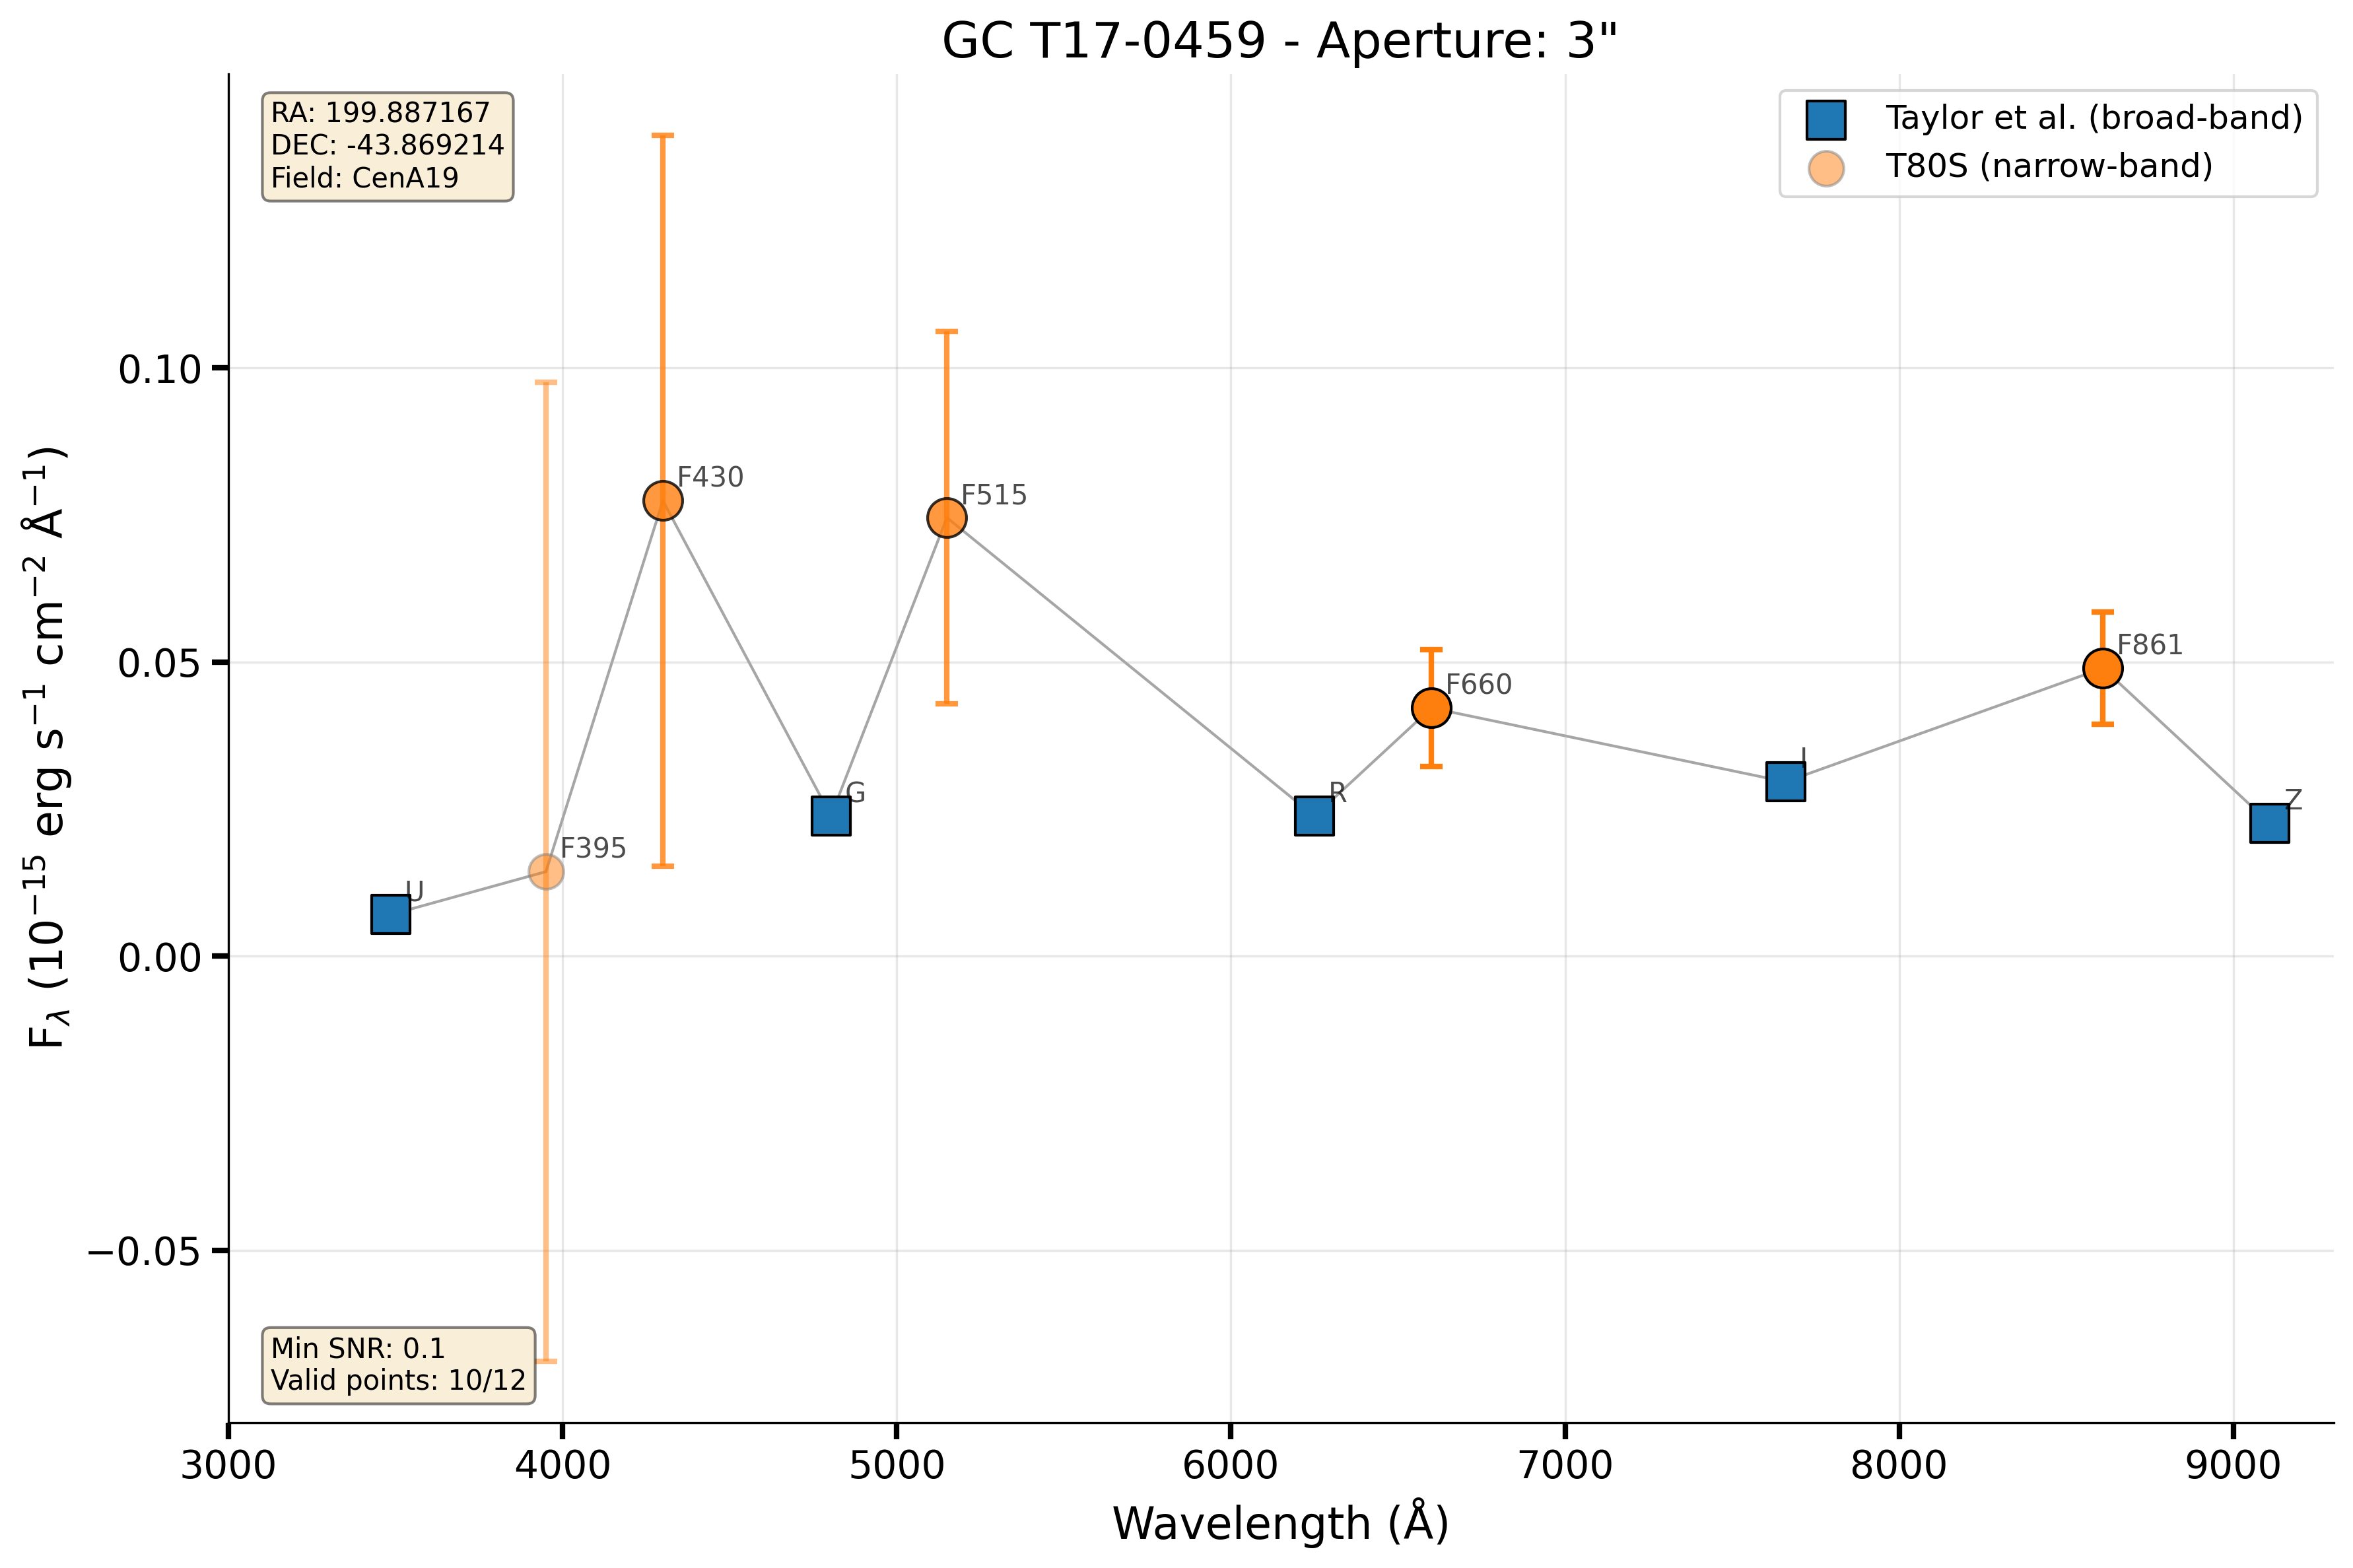 GC T17-0459 - Aperture: 3"
RA: 199.887167
DEC: -43.869214
Field: CenA19
Taylor et al. (broad-band)
T80S (narrow-band)
F430
F515
F395
F660
F861
U
G
R
I
Z
0.10
0.05
0.00
−0.05
Fλ (10⁻¹⁵ erg s⁻¹ cm⁻² Å⁻¹)
Min SNR: 0.1
Valid points: 10/12
3000 4000 5000 6000 7000 8000 9000
Wavelength (Å)